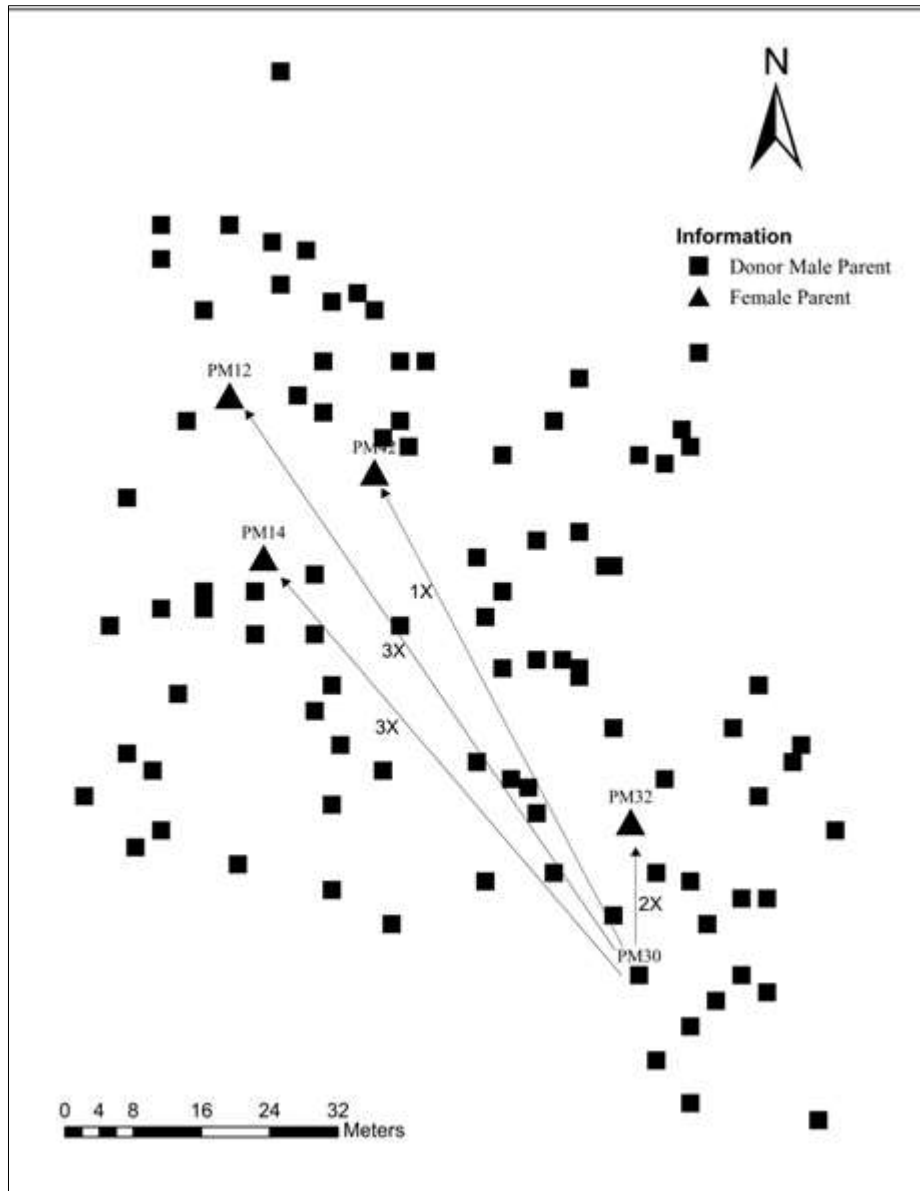 N
Information
Donor Male Parent
Female Parent
PM12
PM42
PM14
1X
3X
3X
PM32
2X
PM30
0 4 8 16 24 32
Meters